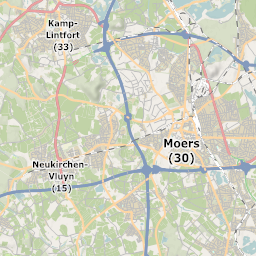 Kamp-
Lintfort
(33)
Moers
(30)
Neukirchen-
Vluyn
(15)